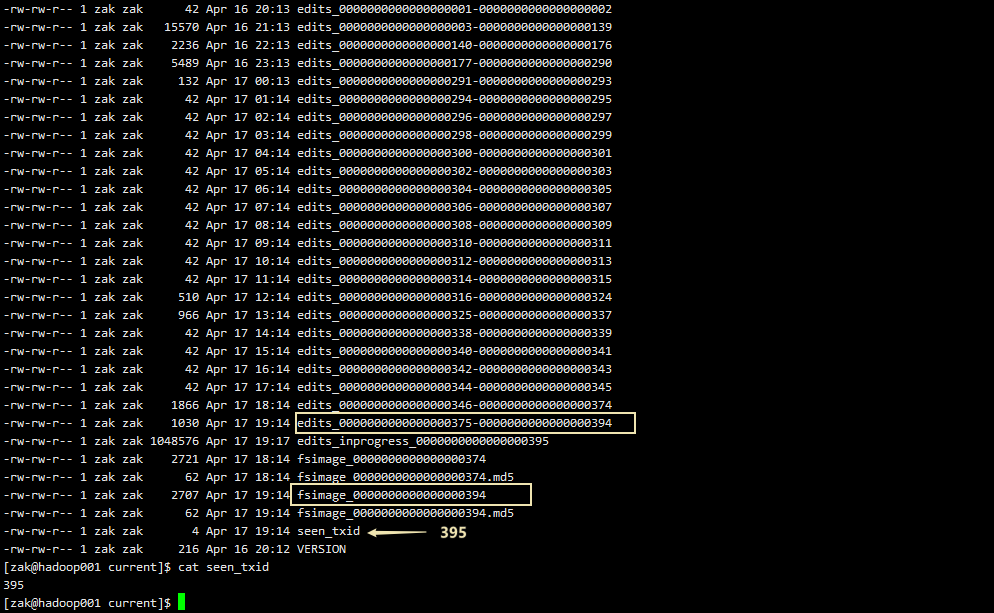 -rw-rw-r-- 1 zak zak      42 Apr 16 20:13 edits_0000000000000000001-0000000000000000002
-rw-rw-r-- 1 zak zak   15570 Apr 16 21:13 edits_0000000000000000003-0000000000000000139
-rw-rw-r-- 1 zak zak    2236 Apr 16 22:13 edits_0000000000000000140-0000000000000000176
-rw-rw-r-- 1 zak zak    5489 Apr 16 23:13 edits_0000000000000000177-0000000000000000290
-rw-rw-r-- 1 zak zak     132 Apr 17 00:13 edits_0000000000000000291-0000000000000000293
-rw-rw-r-- 1 zak zak      42 Apr 17 01:14 edits_0000000000000000294-0000000000000000295
-rw-rw-r-- 1 zak zak      42 Apr 17 02:14 edits_0000000000000000296-0000000000000000297
-rw-rw-r-- 1 zak zak      42 Apr 17 03:14 edits_0000000000000000298-0000000000000000299
-rw-rw-r-- 1 zak zak      42 Apr 17 04:14 edits_0000000000000000300-0000000000000000301
-rw-rw-r-- 1 zak zak      42 Apr 17 05:14 edits_0000000000000000302-0000000000000000303
-rw-rw-r-- 1 zak zak      42 Apr 17 06:14 edits_0000000000000000304-0000000000000000305
-rw-rw-r-- 1 zak zak      42 Apr 17 07:14 edits_0000000000000000306-0000000000000000307
-rw-rw-r-- 1 zak zak      42 Apr 17 08:14 edits_0000000000000000308-0000000000000000309
-rw-rw-r-- 1 zak zak      42 Apr 17 09:14 edits_0000000000000000310-0000000000000000311
-rw-rw-r-- 1 zak zak      42 Apr 17 10:14 edits_0000000000000000312-0000000000000000313
-rw-rw-r-- 1 zak zak      42 Apr 17 11:14 edits_0000000000000000314-0000000000000000315
-rw-rw-r-- 1 zak zak     510 Apr 17 12:14 edits_0000000000000000316-0000000000000000324
-rw-rw-r-- 1 zak zak     966 Apr 17 13:14 edits_0000000000000000325-0000000000000000337
-rw-rw-r-- 1 zak zak      42 Apr 17 14:14 edits_0000000000000000338-0000000000000000339
-rw-rw-r-- 1 zak zak      42 Apr 17 15:14 edits_0000000000000000340-0000000000000000341
-rw-rw-r-- 1 zak zak      42 Apr 17 16:14 edits_0000000000000000342-0000000000000000343
-rw-rw-r-- 1 zak zak      42 Apr 17 17:14 edits_0000000000000000344-0000000000000000345
-rw-rw-r-- 1 zak zak    1866 Apr 17 18:14 edits_0000000000000000346-0000000000000000374
-rw-rw-r-- 1 zak zak    1030 Apr 17 19:14 edits_0000000000000000375-0000000000000000394
-rw-rw-r-- 1 zak zak 1048576 Apr 17 19:17 edits_inprogress_0000000000000000395
-rw-rw-r-- 1 zak zak    2721 Apr 17 18:14 fsimage_0000000000000000374
-rw-rw-r-- 1 zak zak      62 Apr 17 18:14 fsimage_0000000000000000374.md5
-rw-rw-r-- 1 zak zak    2707 Apr 17 19:14 fsimage_0000000000000000394
-rw-rw-r-- 1 zak zak      62 Apr 17 19:14 fsimage_0000000000000000394.md5
-rw-rw-r-- 1 zak zak       4 Apr 17 19:14 seen_txid 395
-rw-rw-r-- 1 zak zak     216 Apr 16 20:12 VERSION
[zak@hadoop001 current]$ cat seen_txid
395
[zak@hadoop001 current]$